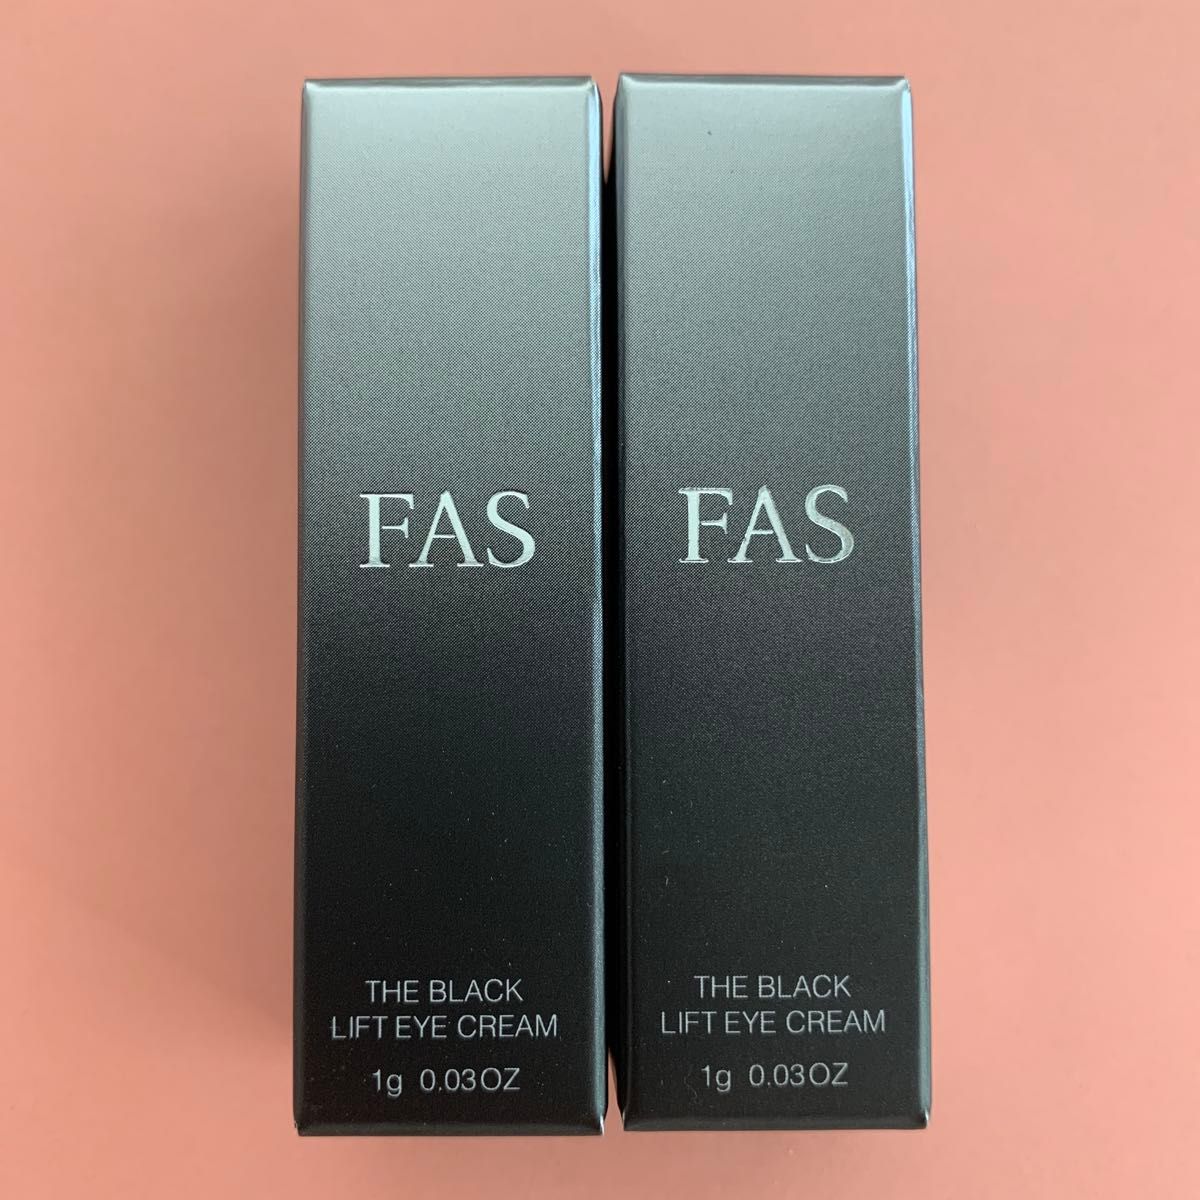 FAS
THE BLACK
LIFT EYE CREAM
1g 0.03OZ
FAS
THE BLACK
LIFT EYE CREAM
1g 0.03OZ